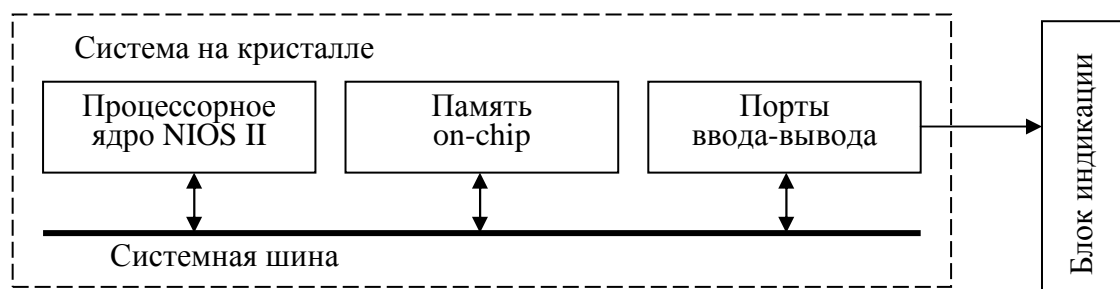 Система на кристалле
Процессорное
ядро NIOS II
Память
on-chip
Порты
ввода-вывода
Системная шина
Блок индикации